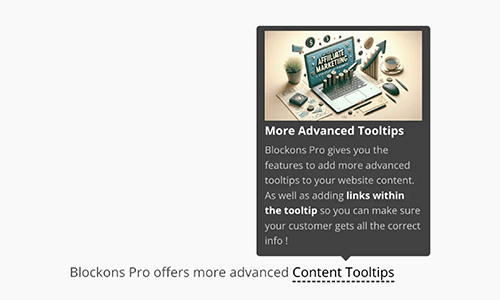 AFFILIATE
MARKETING
More Advanced Tooltips
Blockons Pro gives you the
features to add more advanced
tooltips to your website content.
As well as adding links within
the tooltip so you can make sure
your customer gets all the correct
info !
Blockons Pro offers more advanced Content Tooltips